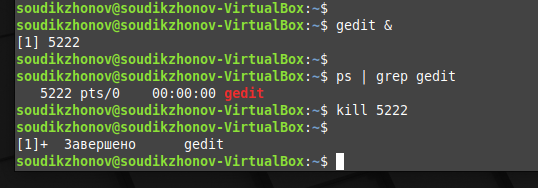 soudikzhonov@soudikzhonov-VirtualBox:~$
soudikzhonov@soudikzhonov-VirtualBox:~$ gedit &
[1] 5222
soudikzhonov@soudikzhonov-VirtualBox:~$
soudikzhonov@soudikzhonov-VirtualBox:~$ ps | grep gedit
   5222 pts/0    00:00:00 gedit
soudikzhonov@soudikzhonov-VirtualBox:~$ kill 5222
soudikzhonov@soudikzhonov-VirtualBox:~$
[1]+  Завершено      gedit
soudikzhonov@soudikzhonov-VirtualBox:~$